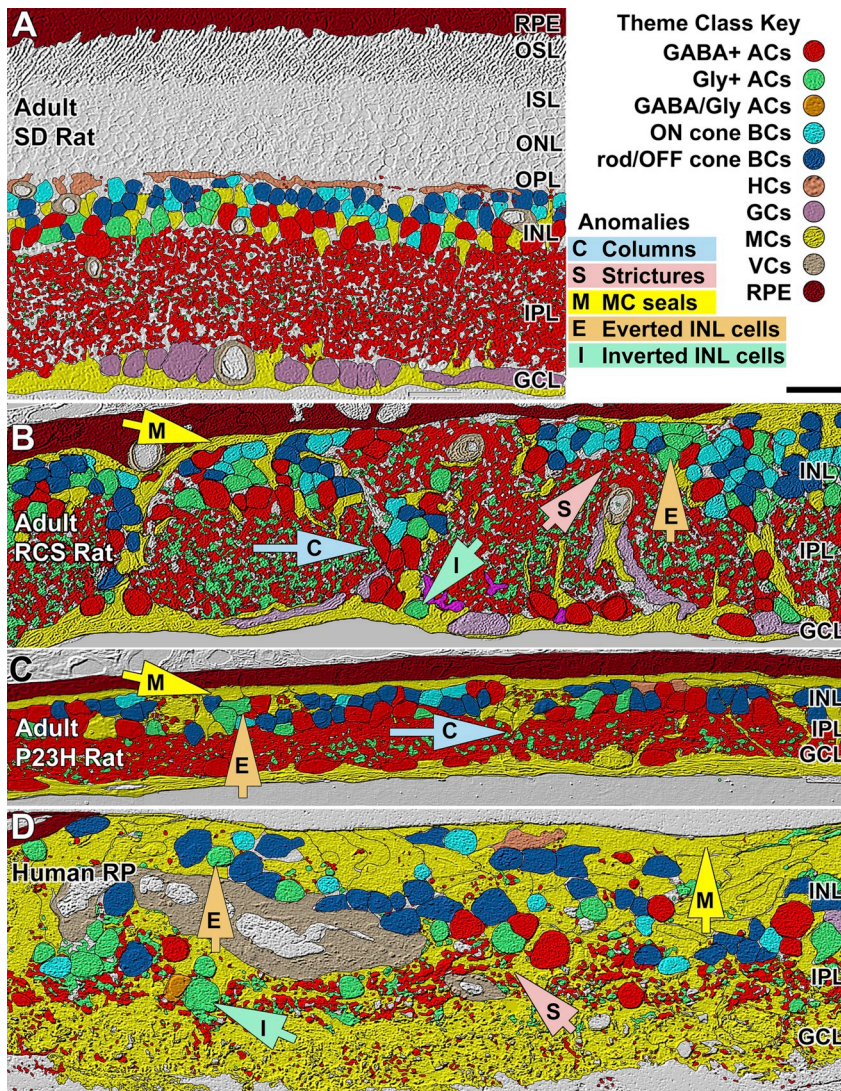 A
Adult
SD Rat
RPE
OSL
ISL
ONL
OPL
INL
IPL
GCL
Theme Class Key
GABA+ ACs
Gly+ ACs
GABA/Gly ACs
ON cone BCs
rod/OFF cone BCs
HCs
GCs
MCs
VCs
RPE
Anomalies
C Columns
S Strictures
M MC seals
E Everted INL cells
I Inverted INL cells
B
Adult
RCS Rat
M
C
I
S
E
INL
IPL
GCL
C
Adult
P23H Rat
M
E
C
INL
IPL
GCL
D
Human RP
E
I
S
M
INL
IPL
GCL